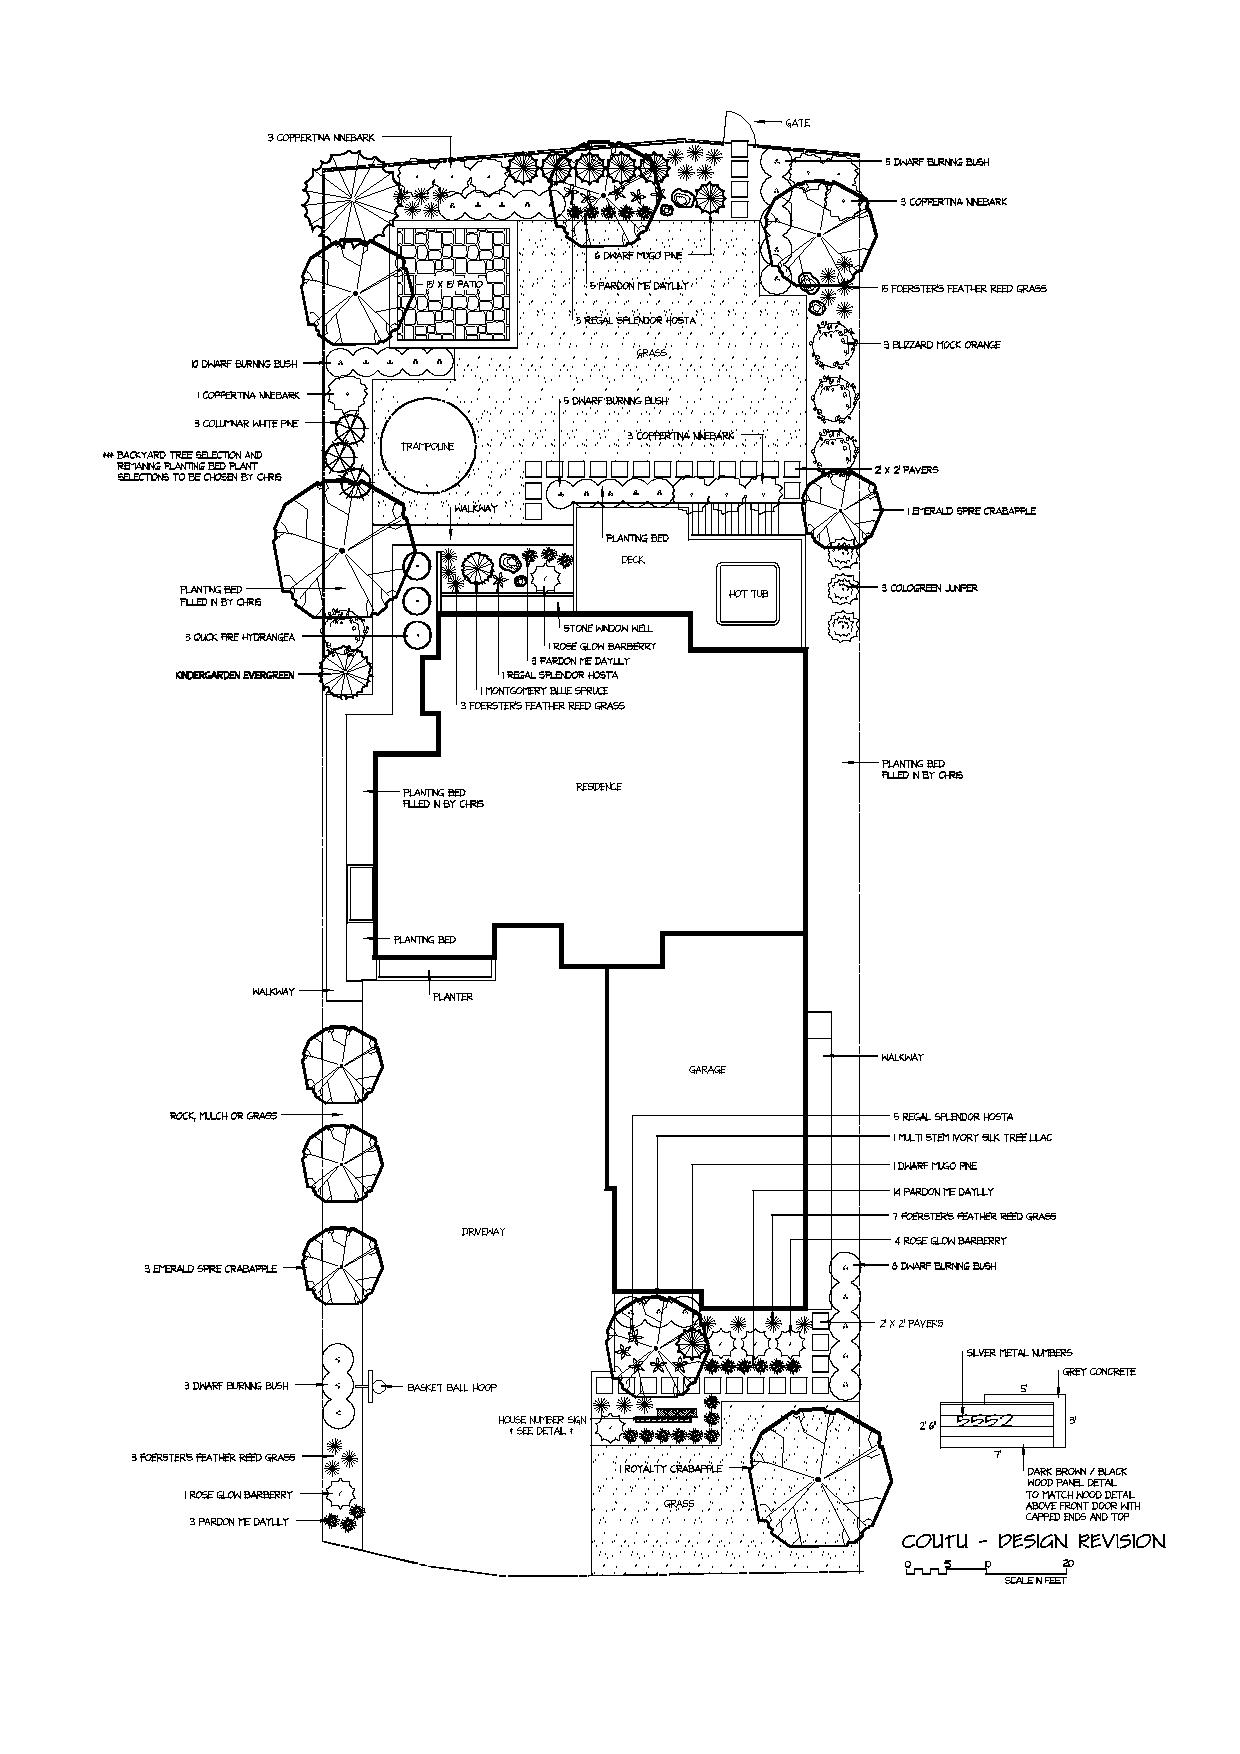 GATE
3 COPPERTINA NINEBARK
5 DWARF BURNING BUSH
3 COPPERTINA NINEBARK
6 DWARF MUGO PINE
15' X 15' PATIO
5 PARDON ME DAYLILY
15 FOERSTER'S FEATHER REED GRASS
5 REGAL SPLENDOR HOSTA
3 BLIZZARD MOCK ORANGE
GRASS
10 DWARF BURNING BUSH
1 COPPERTINA NINEBARK
5 DWARF BURNING BUSH
3 COLUMNAR WHITE PINE
3 COPPERTINA NINEBARK
TRAMPOLINE
*** BACKYARD TREE SELECTION AND
REMAINING PLANTING BED PLANT
SELECTIONS TO BE CHOSEN BY CHRIS
2' X 2' PAVERS
WALKWAY
1 EMERALD SPIRE CRABAPPLE
PLANTING BED
DECK
PLANTING BED
FILLED IN BY CHRIS
HOT TUB
3 COLOGREEN JUNIPER
STONE WINDOW WELL
3 QUICK FIRE HYDRANGEA
1 ROSE GLOW BARBERRY
3 PARDON ME DAYLILY
KINDERGARDEN EVERGREEN
1 REGAL SPLENDOR HOSTA
1 MONTGOMERY BLUE SPRUCE
3 FOERSTER'S FEATHER REED GRASS
PLANTING BED
FILLED IN BY CHRIS
RESIDENCE
PLANTING BED
FILLED IN BY CHRIS
PLANTING BED
WALKWAY
PLANTER
WALKWAY
GARAGE
ROCK, MULCH OR GRASS
5 REGAL SPLENDOR HOSTA
1 MULTI STEM IVORY SILK TREE LILAC
1 DWARF MUGO PINE
14 PARDON ME DAYLILY
7 FOERSTER'S FEATHER REED GRASS
DRIVEWAY
4 ROSE GLOW BARBERRY
3 EMERALD SPIRE CRABAPPLE
2' X 2' PAVERS
SILVER METAL NUMBERS
GREY CONCRETE
3 DWARF BURNING BUSH
BASKET BALL HOOP
5'
HOUSE NUMBER SIGN
* SEE DETAIL *
2' 6"
5552
3'
7'
3 FOERSTER'S FEATHER REED GRASS
1 ROYALTY CRABAPPLE
DARK BROWN / BLACK
WOOD PANEL DETAIL
TO MATCH WOOD DETAIL
ABOVE FRONT DOOR WITH
CAPPED ENDS AND TOP
1 ROSE GLOW BARBERRY
GRASS
3 PARDON ME DAYLILY
COUTU - DESIGN REVISION
0 5 10 20
SCALE IN FEET